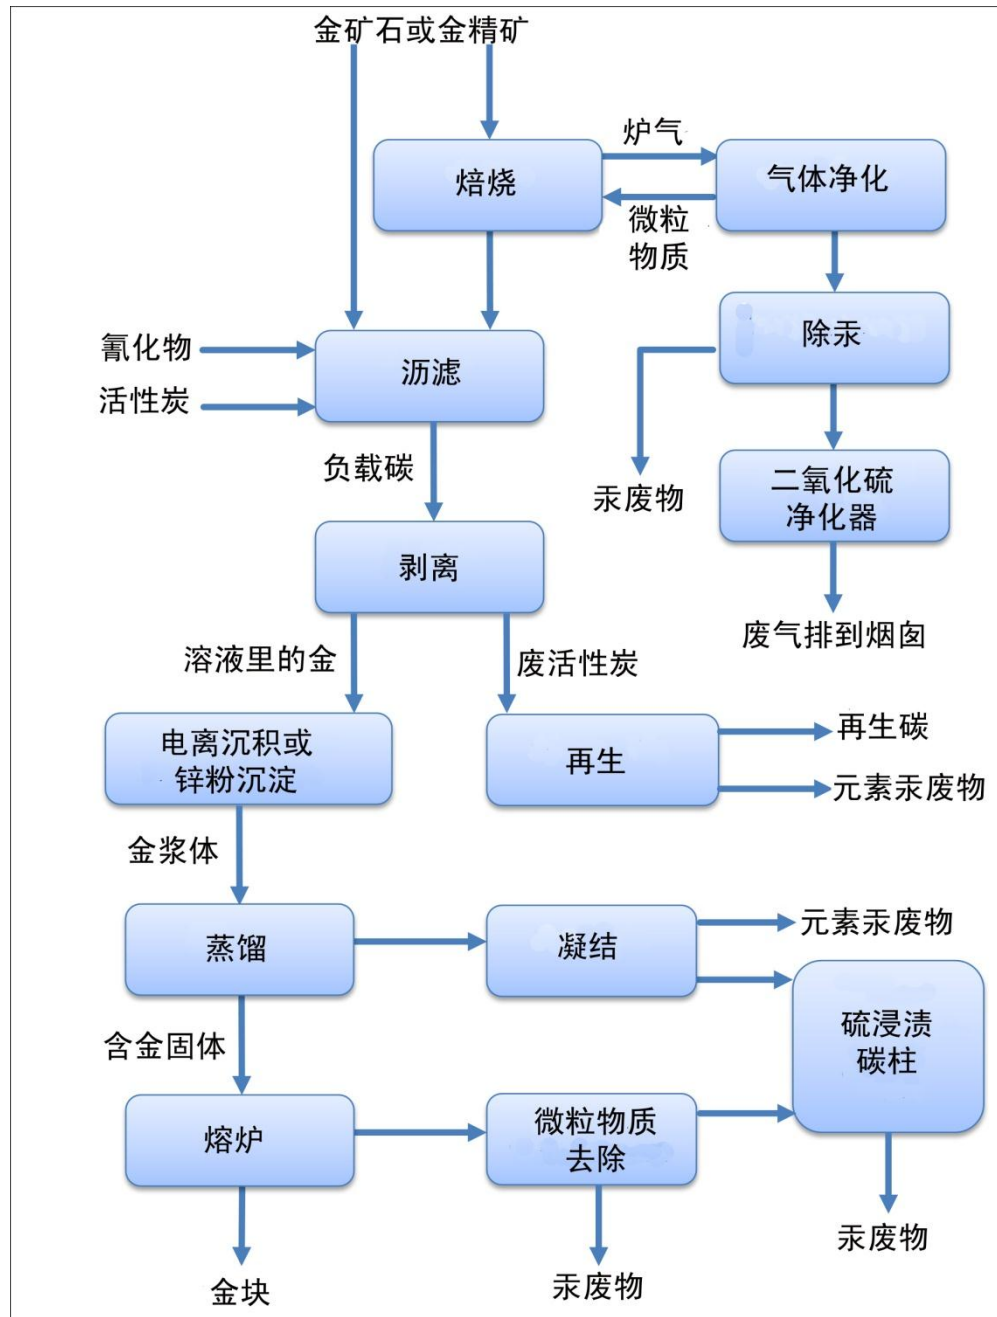 金矿石或金精矿
炉气
焙烧
气体净化
微粒
物质
除汞
氰化物
沥滤
活性炭
负载碳
汞废物
二氧化硫
净化器
剥离
废气排到烟囱
溶液里的金
废活性炭
电离沉积或
锌粉沉淀
再生
再生碳
元素汞废物
金浆体
蒸馏
凝结
元素汞废物
硫浸渍
碳柱
含金固体
熔炉
微粒物质
去除
汞废物
金块
汞废物